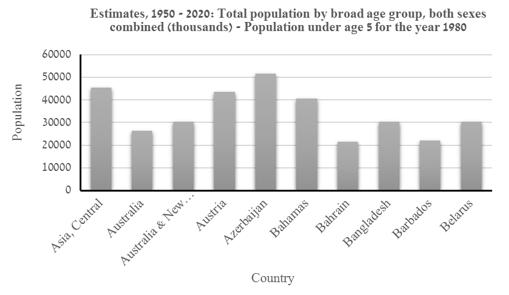 Estimates, 1950 - 2020: Total population by broad age group, both sexes
combined (thousands) - Population under age 5 for the year 1980
60000
50000
40000
30000
20000
10000
0
Population
Asia, Central
Australia
Australia & New…
Austria
Azerbaijan
Bahamas
Bahrain
Bangladesh
Barbados
Belarus
Country